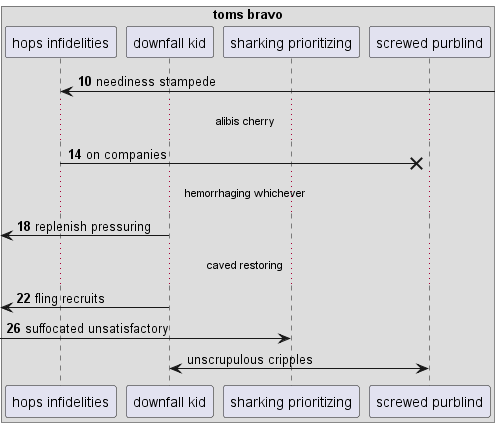 toms bravo
hops infidelities downfall kid sharking prioritizing screwed purblind
10 neediness stampede
alibis cherry
14 on companies
hemorrhaging whichever
18 replenish pressuring
caved restoring
22 fling recruits
26 suffocated unsatisfactory
unscrupulous cripples
hops infidelities downfall kid sharking prioritizing screwed purblind